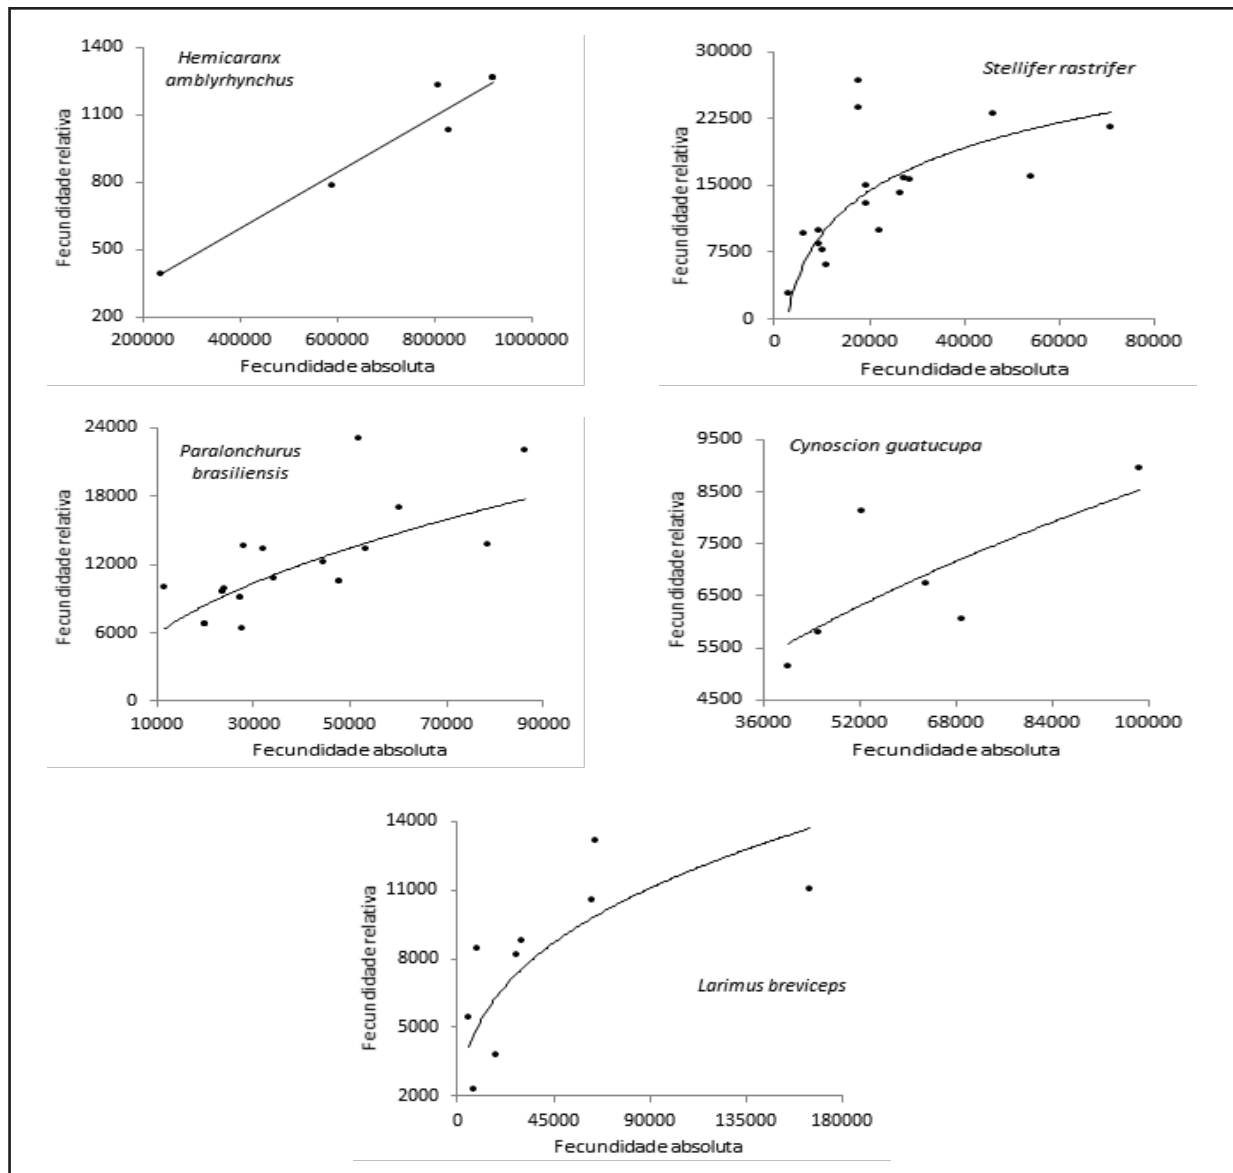 Hemicaranx
amblyrhynchus
1400
1100
800
500
200
200000 400000 600000 800000 1000000
Fecundidade relativa
Fecundidade absoluta
Stellifer rastrifer
30000
22500
15000
7500
0
0 20000 40000 60000 80000
Fecundidade relativa
Fecundidade absoluta
Paralonchurus
brasiliensis
24000
18000
12000
6000
0
10000 30000 50000 70000 90000
Fecundidade relativa
Fecundidade absoluta
Cynoscion guatucupa
9500
8500
7500
6500
5500
4500
36000 52000 68000 84000 100000
Fecundidade relativa
Fecundidade absoluta
14000
11000
8000
5000
2000
Larimus breviceps
0 45000 90000 135000 180000
Fecundidade relativa
Fecundidade absoluta